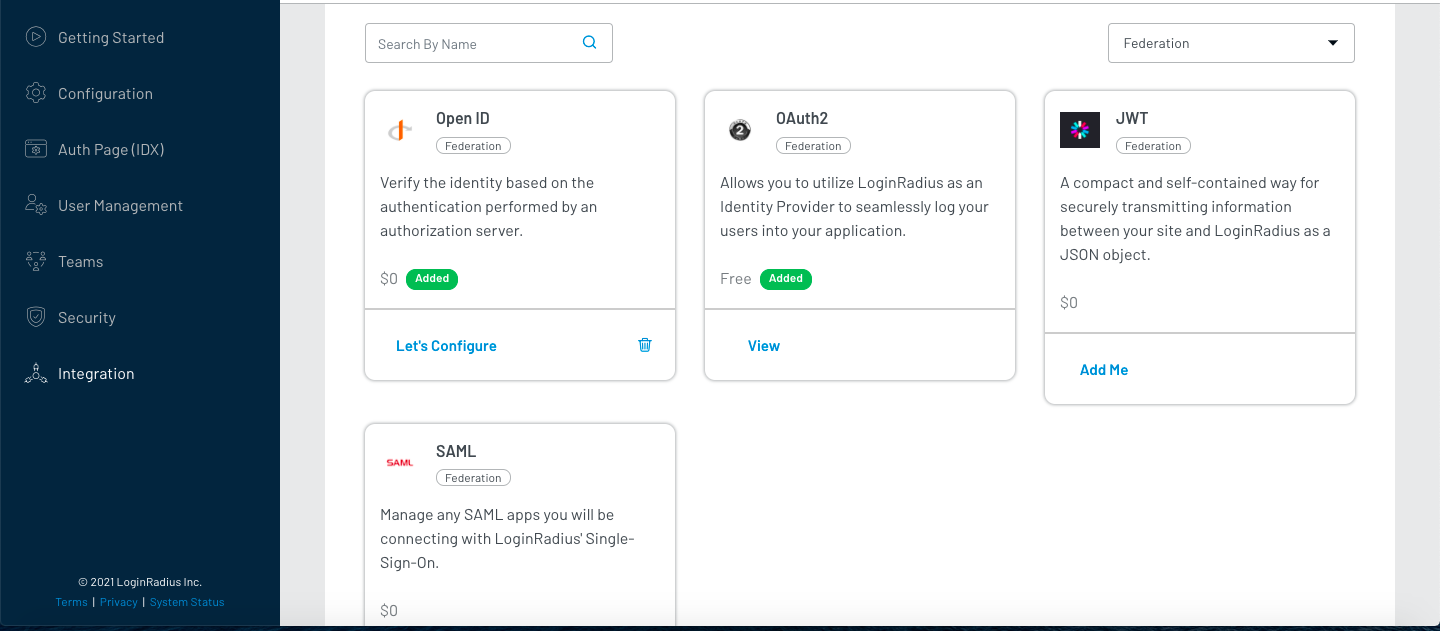 Getting Started
Configuration
Auth Page (IDX)
User Management
Teams
Security
Integration
© 2021 LoginRadius Inc.
Terms | Privacy | System Status
Search By Name
Federation
Open ID
Federation
Verify the identity based on the
authentication performed by an
authorization server.
$0 Added
Let's Configure
OAuth2
2
Federation
Allows you to utilize LoginRadius as an
Identity Provider to seamlessly log your
users into your application.
Free Added
View
JWT
Federation
A compact and self-contained way for
securely transmitting information
between your site and LoginRadius as a
JSON object.
$0
Add Me
SAML
SAML
Federation
Manage any SAML apps you will be
connecting with LoginRadius' Single-
Sign-On.
$0